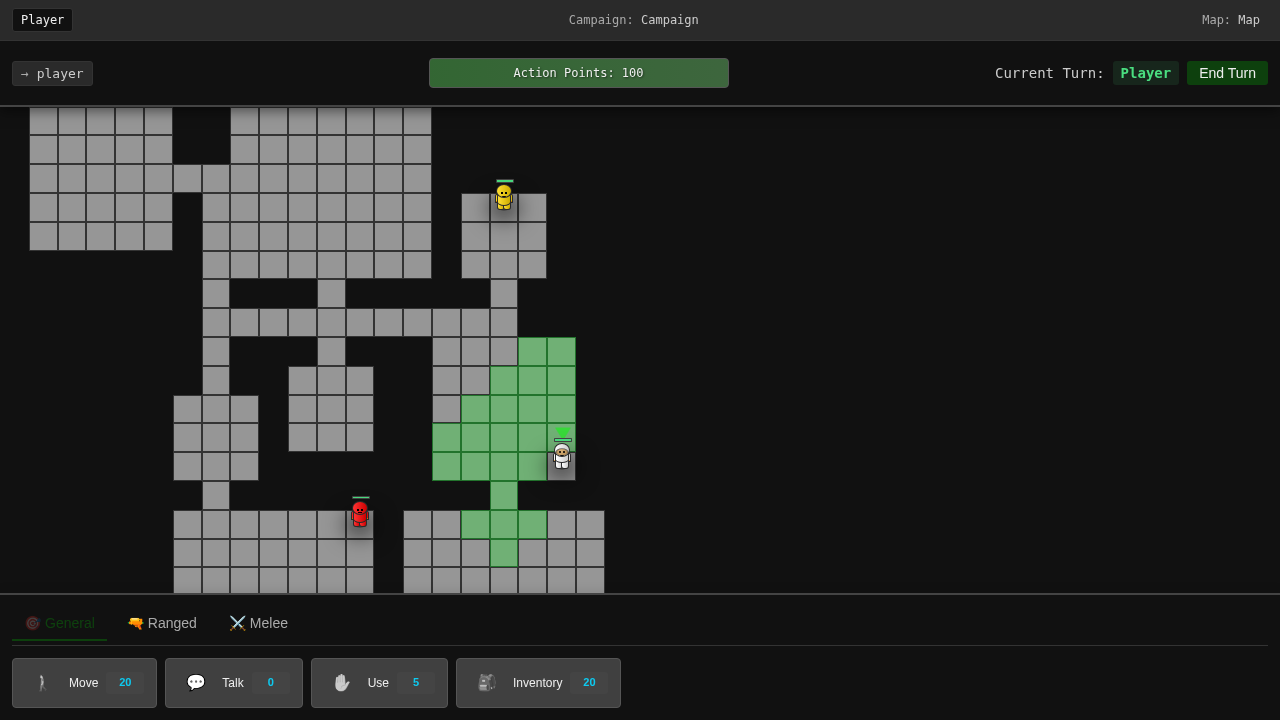 Player
Campaign: Campaign
Map: Map
→ player
Action Points: 100
Current Turn: Player
End Turn
General
Ranged
Melee
Move 20
Talk 0
Use 5
Inventory 20